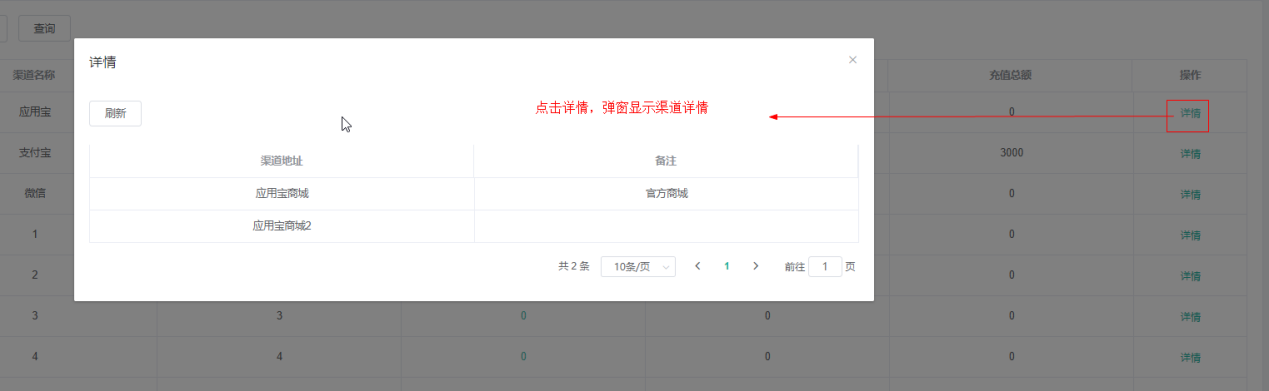 查询
详情
×
渠道名称 充值总额 操作
刷新
点击详情，弹窗显示渠道详情
应用宝 0 详情
支付宝 3000 详情
渠道地址 备注
微信 0 详情
应用宝商城 官方商城
1 0 详情
应用宝商城2
2 0 详情
共 2 条 10条/页 1 前往 1 页
3 3 0 0 0 详情
4 4 0 0 0 详情